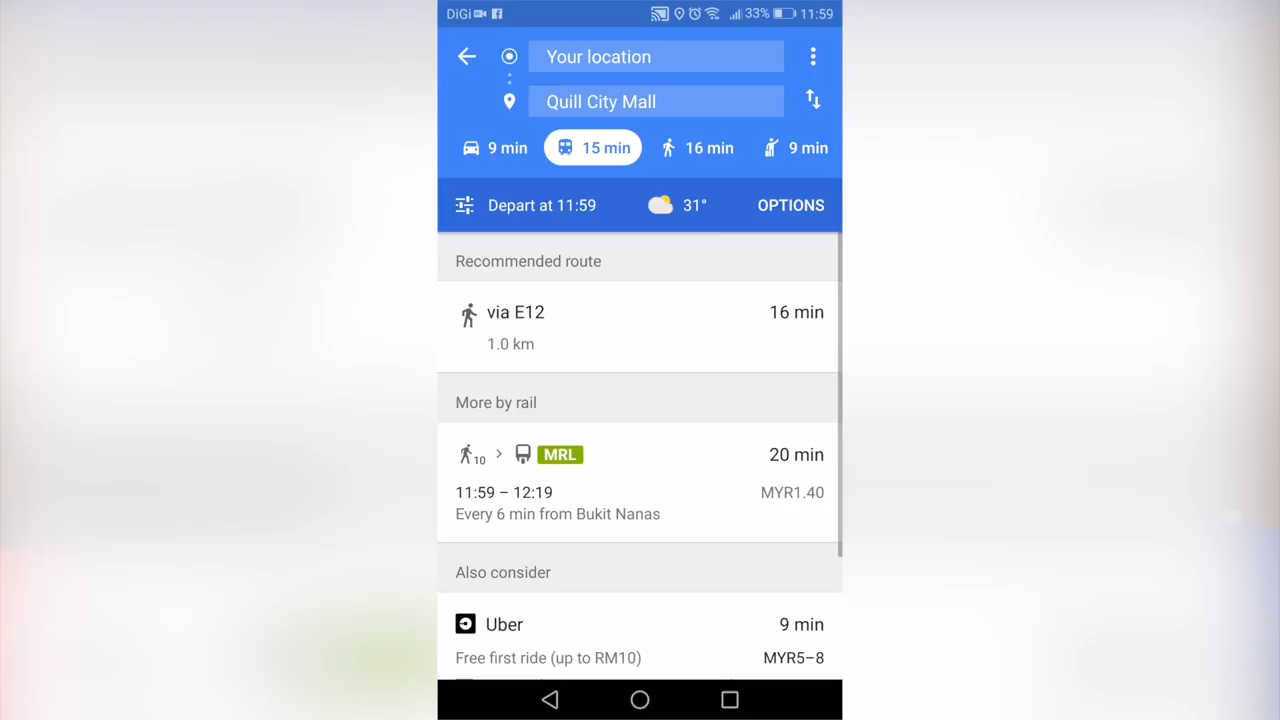 DiGi 33% 11:59
Your location
Quill City Mall
9 min 15 min 16 min 9 min
Depart at 11:59 31° OPTIONS
Recommended route
via E12 16 min
1.0 km
More by rail
10 > MRL 20 min
11:59 – 12:19 MYR1.40
Every 6 min from Bukit Nanas
Also consider
Uber 9 min
Free first ride (up to RM10) MYR5–8